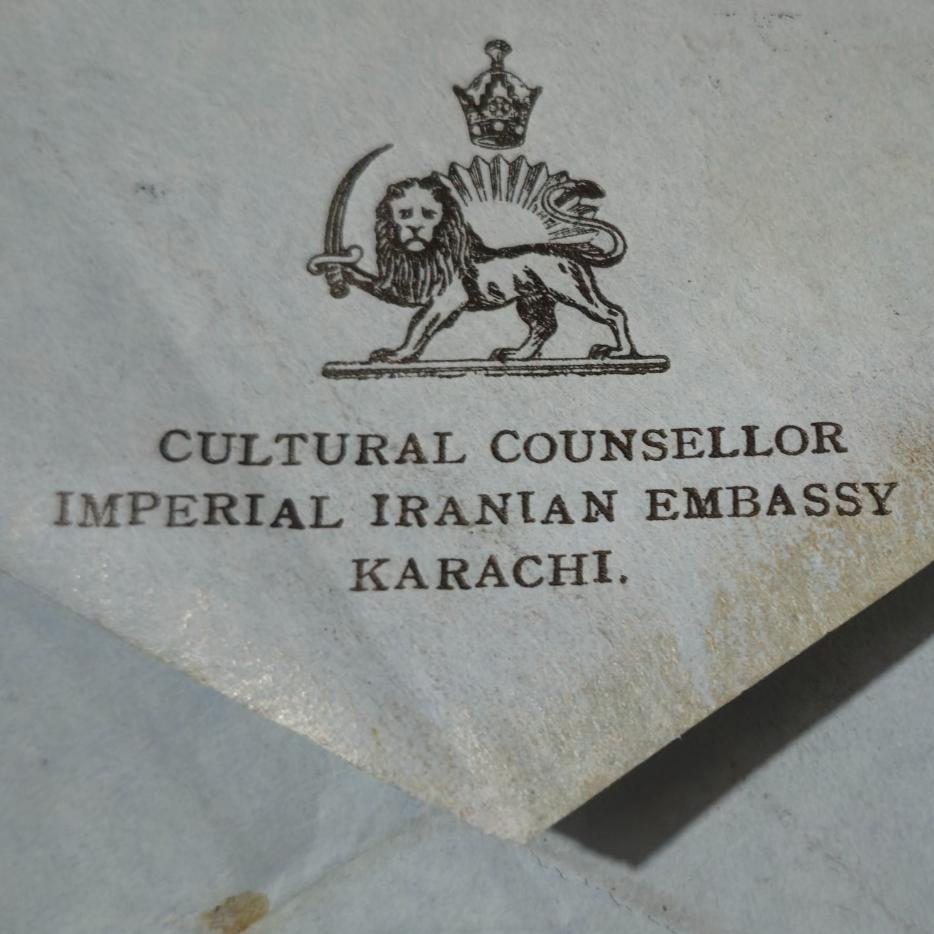 CULTURAL COUNSELLOR
IMPERIAL IRANIAN EMBASSY
KARACHI.